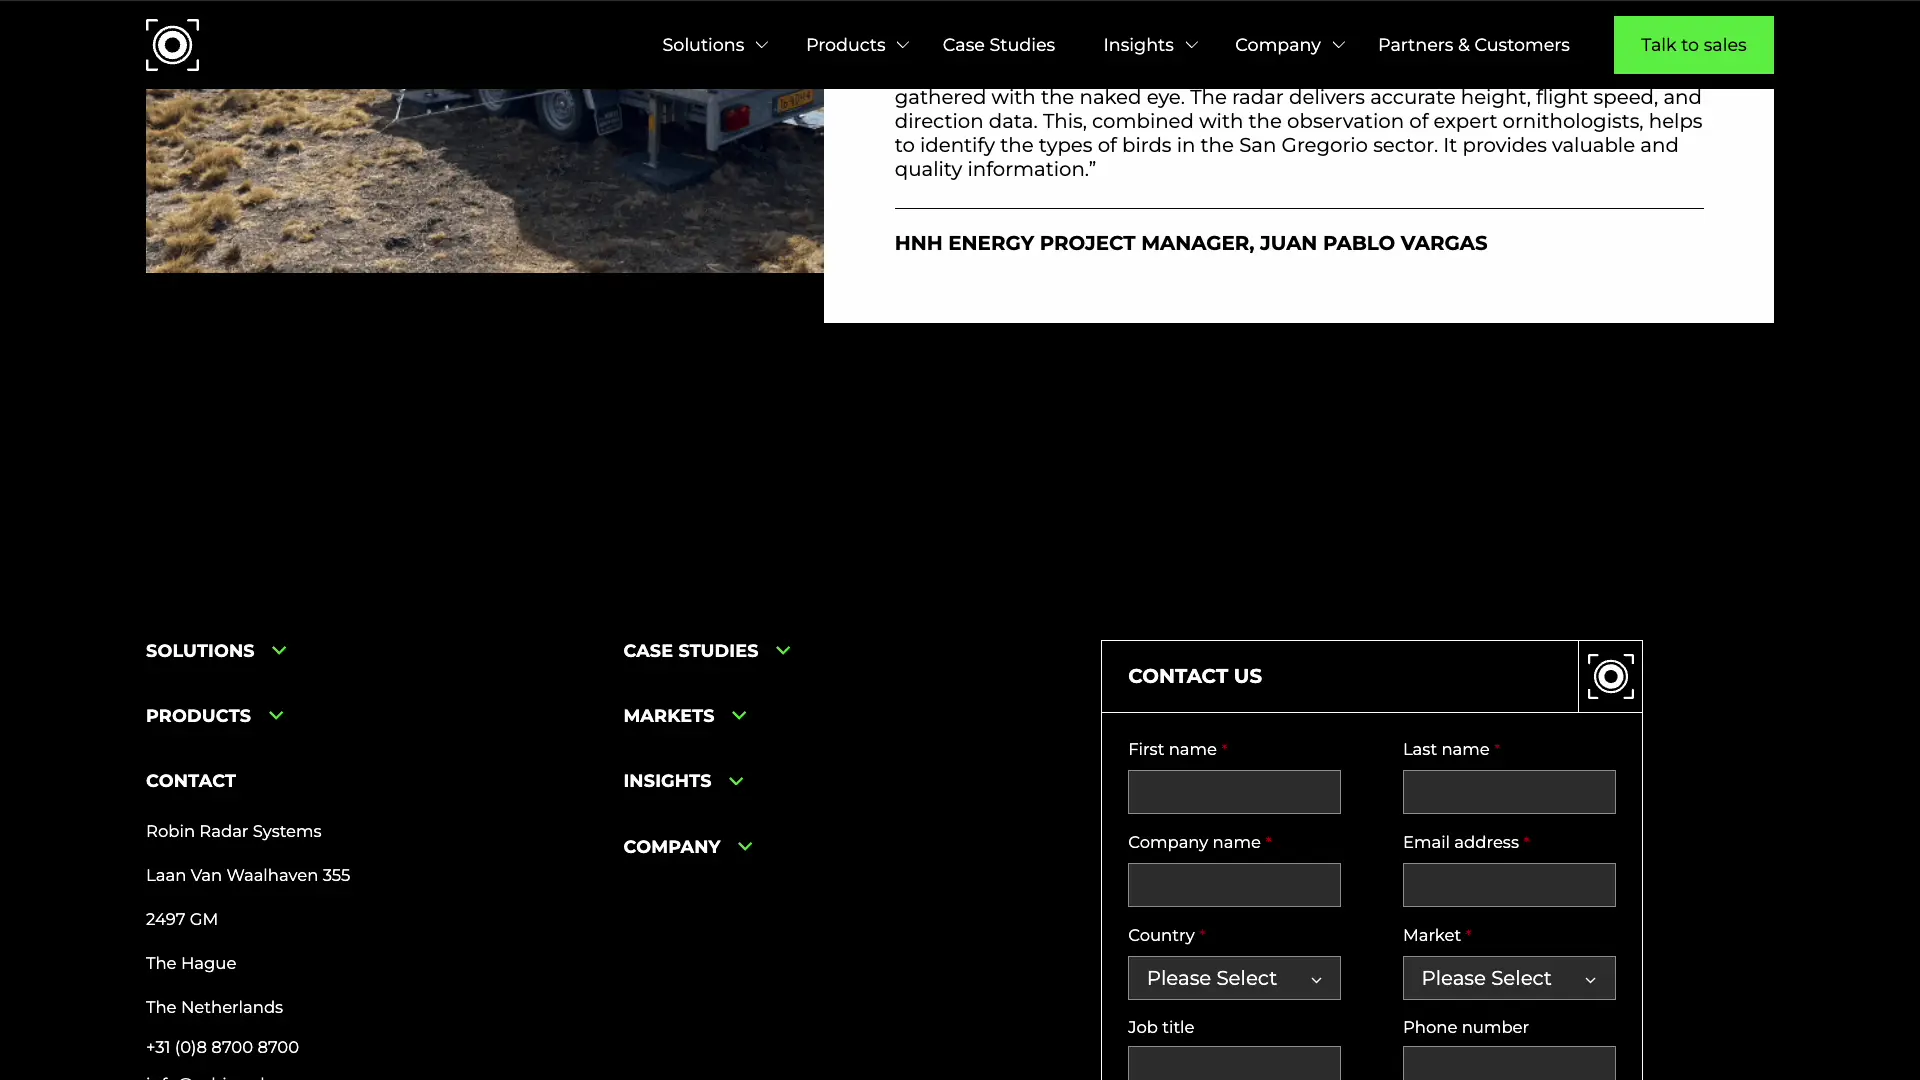 Solutions
Products
Case Studies
Insights
Company
Partners & Customers
Talk to sales
gathered with the naked eye. The radar delivers accurate height, flight speed, and
direction data. This, combined with the observation of expert ornithologists, helps
to identify the types of birds in the San Gregorio sector. It provides valuable and
quality information.”
HNH ENERGY PROJECT MANAGER, JUAN PABLO VARGAS
SOLUTIONS
PRODUCTS
CONTACT
Robin Radar Systems
Laan Van Waalhaven 355
2497 GM
The Hague
The Netherlands
+31 (0)8 8700 8700
CASE STUDIES
MARKETS
INSIGHTS
COMPANY
CONTACT US
First name *
Last name *
Company name *
Email address *
Country *
Market *
Please Select
Please Select
Job title
Phone number